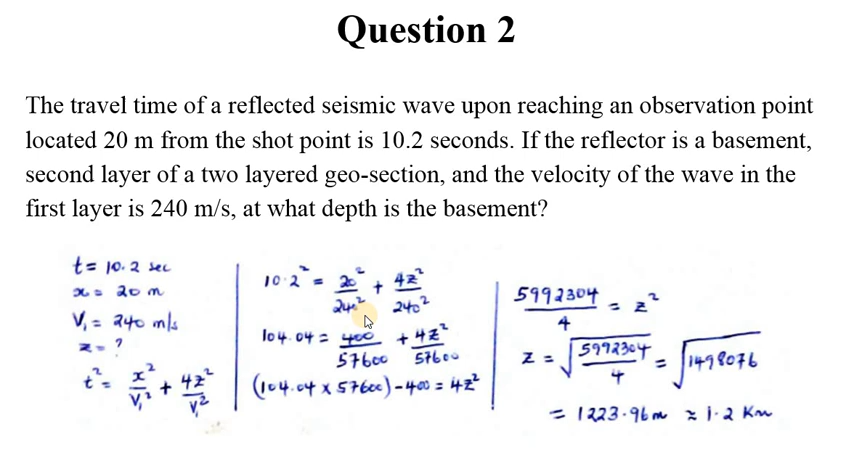 Question 2
The travel time of a reflected seismic wave upon reaching an observation point
located 20 m from the shot point is 10.2 seconds. If the reflector is a basement,
second layer of a two layered geo-section, and the velocity of the wave in the
first layer is 240 m/s, at what depth is the basement?
t = 10.2 sec
x = 20 m
V₁ = 240 m/s
z = ?
t² = x²/V₁² + 4z²/V₁²
10.2² = 20²/240² + 4z²/240²
104.04 = 400/57600 + 4z²/57600
(104.04 x 57600) - 400 = 4z²
5992304/4 = z²
z = √5992304/4 = √1498076
= 1223.96m ≈ 1.2 Km